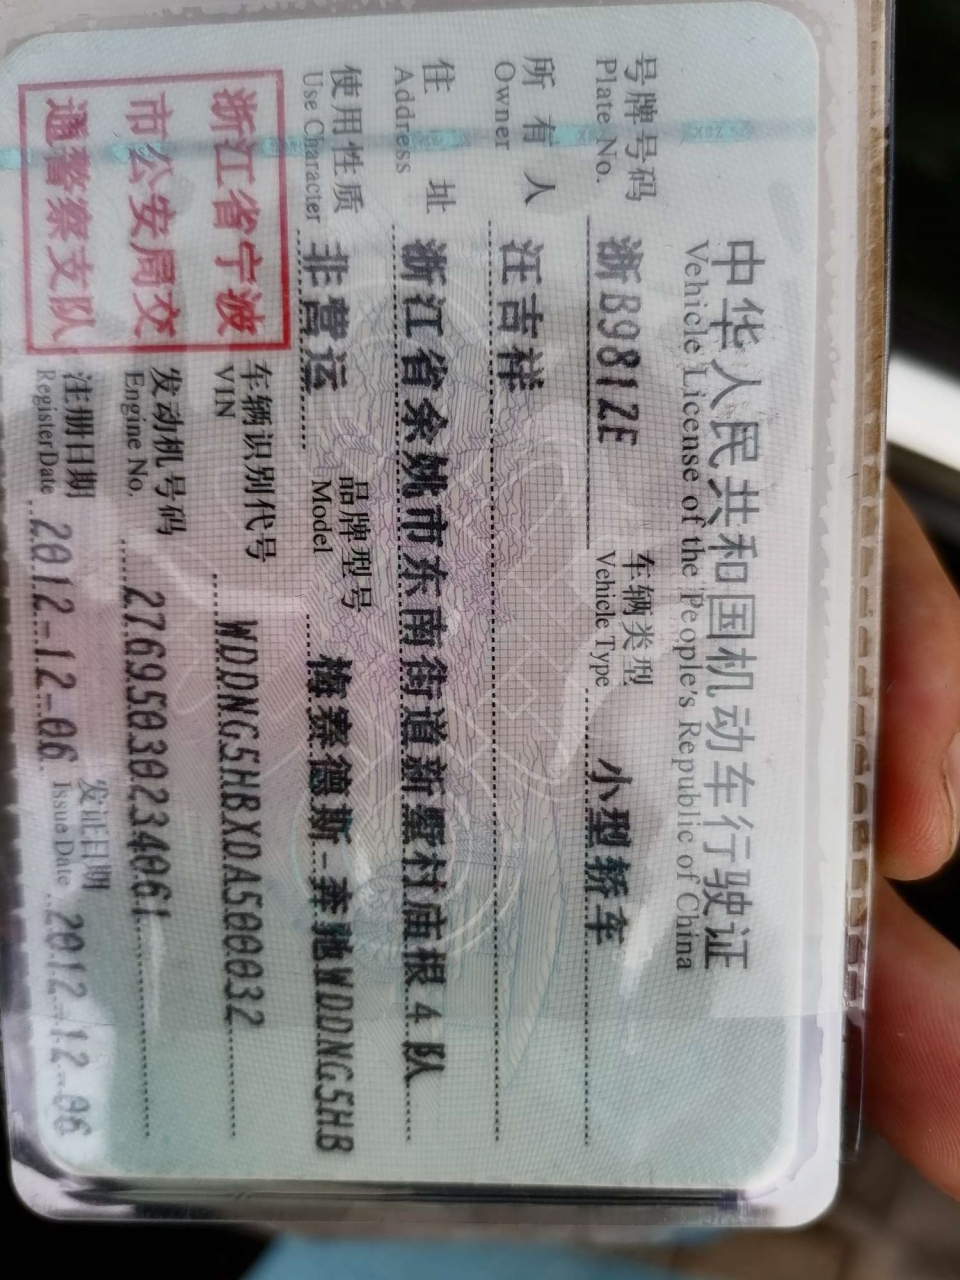 中华人民共和国机动车行驶证
Vehicle License of the People's Republic of China
号牌号码 浙B9812E 车辆类型 小型轿车
Plate No. Vehicle Type
所有人 汪吉祥
Owner
住址 浙江省余姚市东南街道新墅村庙根4队
Address
使用性质 非营运 品牌型号 梅赛德斯-奔驰WDDNG5HB
Use Character Model
浙江省宁波
市公安局交
通警察支队
车辆识别代号 WDDNG5HBXDA500032
VIN
发动机号码 27695030234061
Engine No.
注册日期 2012-12-06 发证日期 2012-12-06
Register Date Issue Date